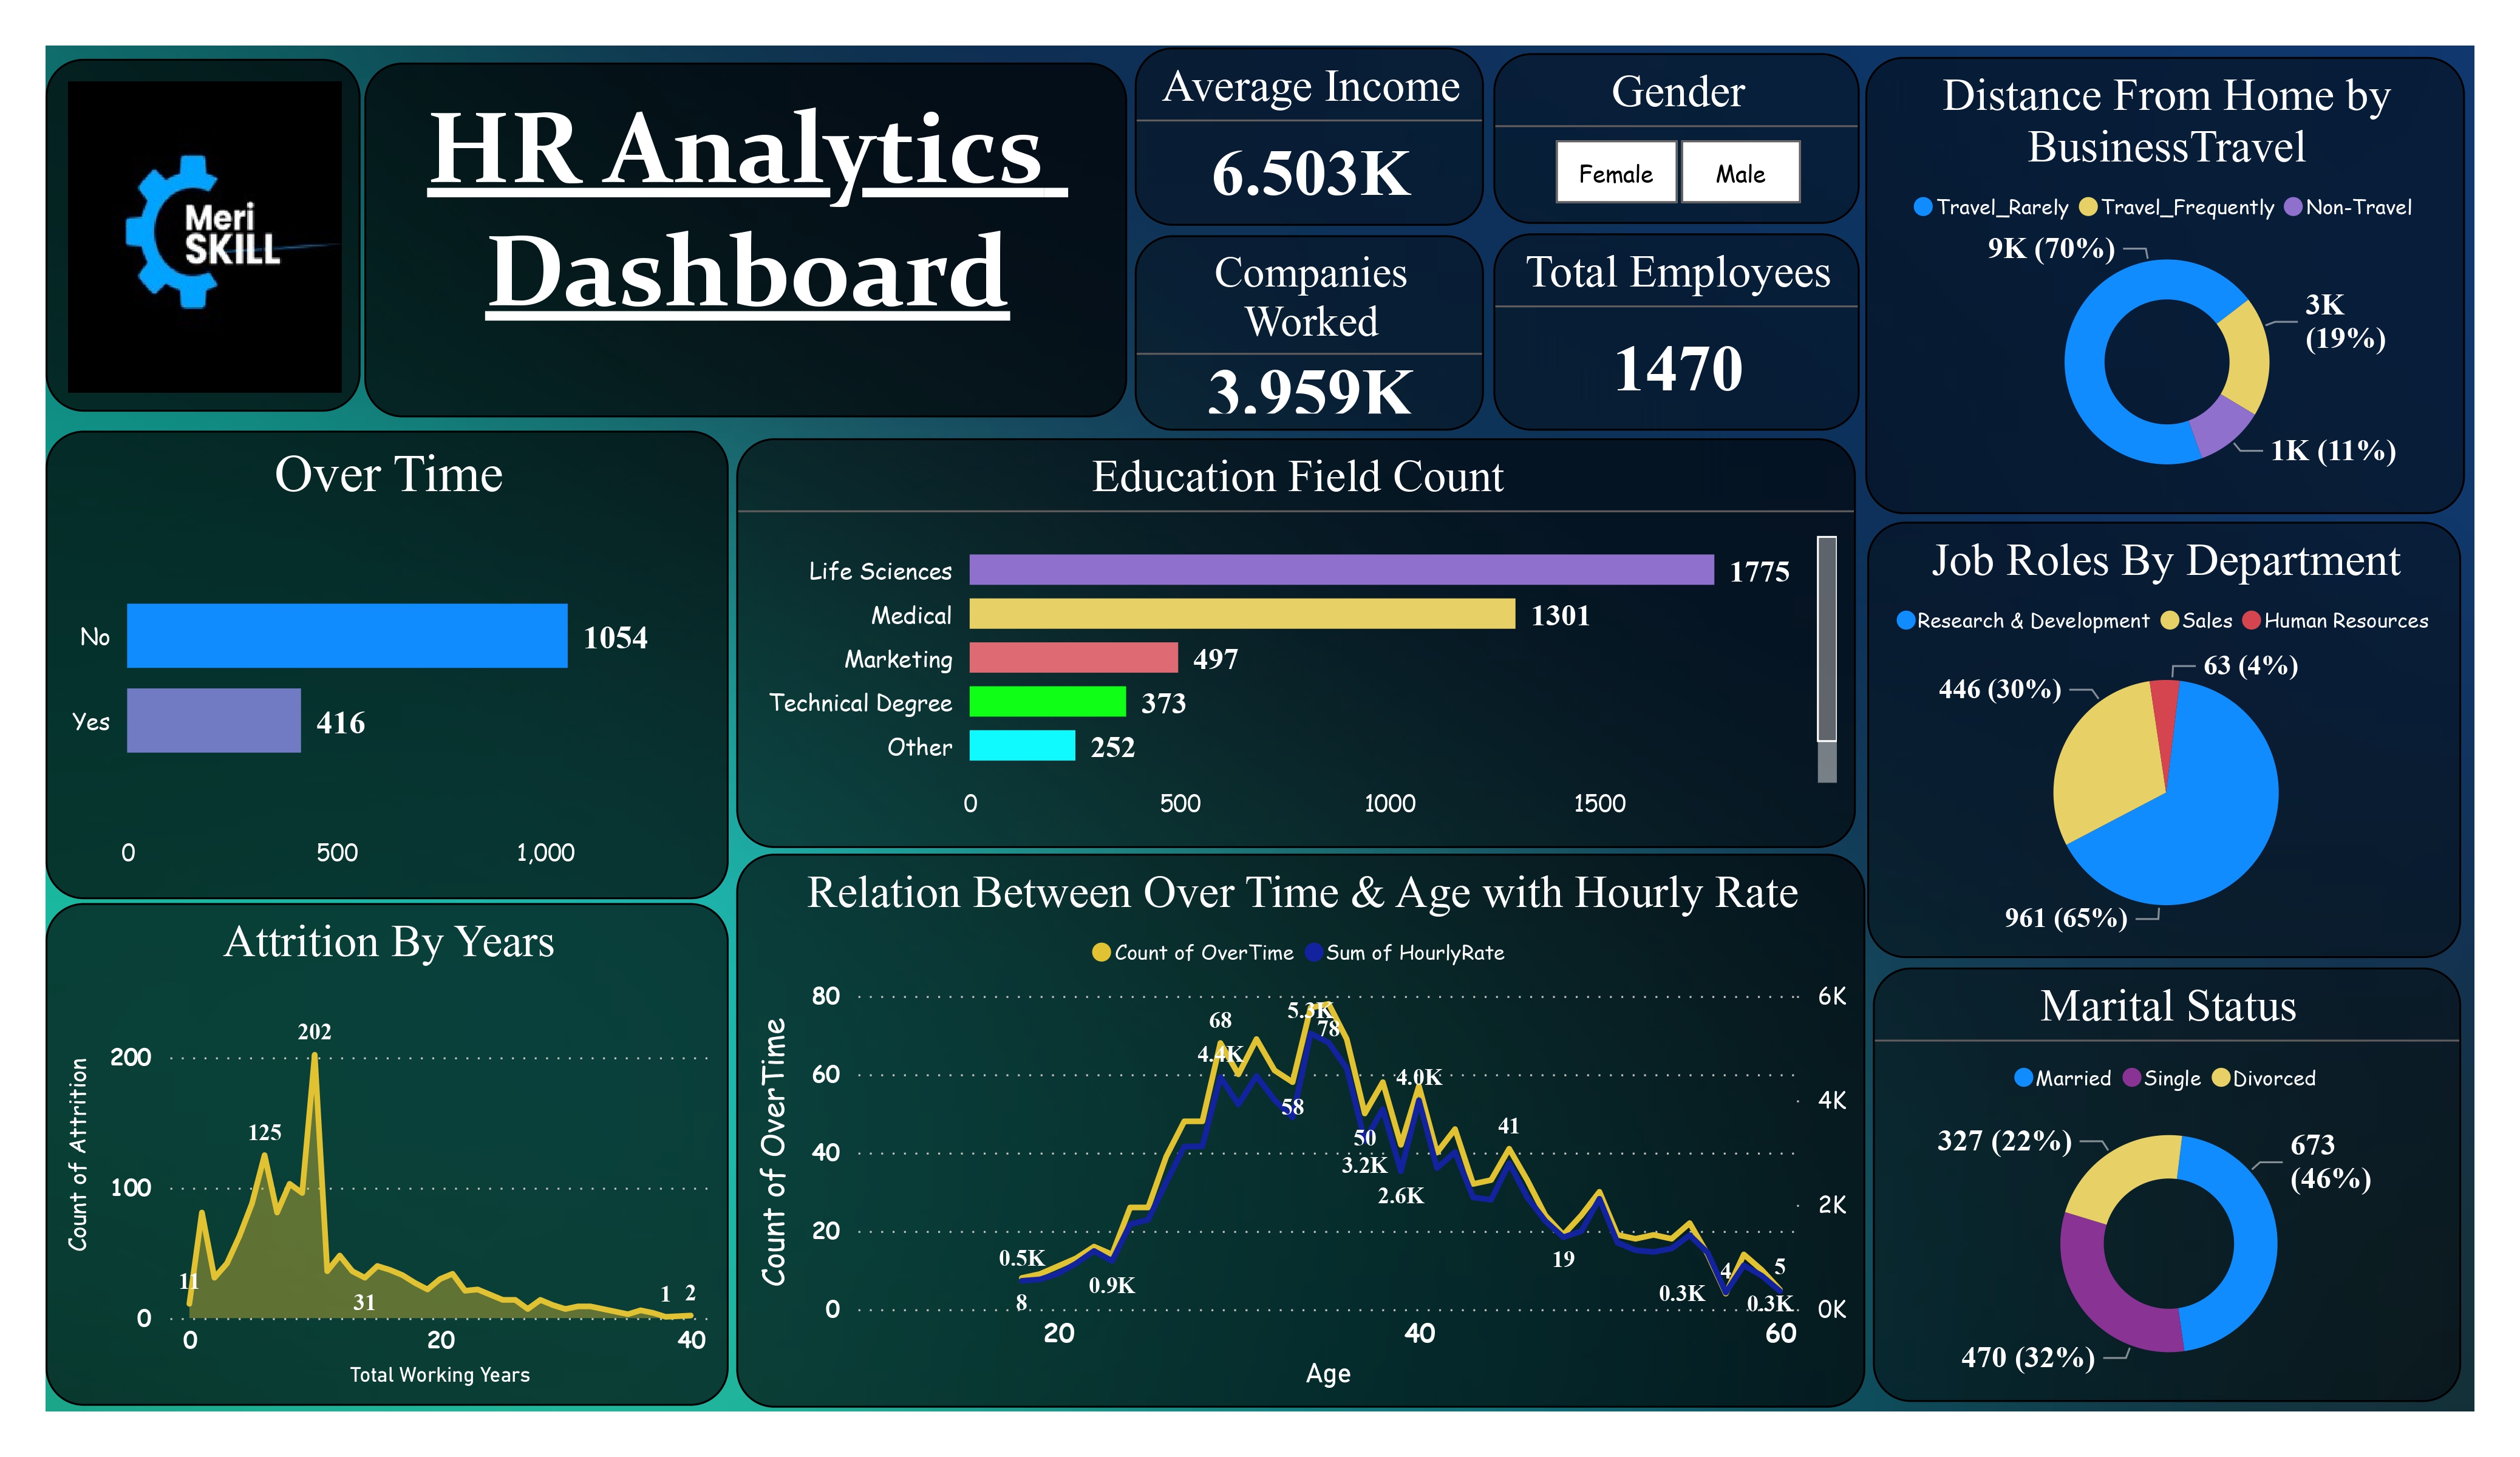 Meri
SKILL
HR Analytics
Dashboard
Average Income
6.503K
Gender
Female Male
Companies
Worked
3.959K
Total Employees
1470
Distance From Home by
BusinessTravel
Travel_Rarely Travel_Frequently Non-Travel
9K (70%)
3K
(19%)
1K (11%)
Over Time
No 1054
Yes 416
0 500 1,000
Education Field Count
Life Sciences 1775
Medical 1301
Marketing 497
Technical Degree 373
Other 252
0 500 1000 1500
Job Roles By Department
Research & Development Sales Human Resources
63 (4%)
446 (30%)
961 (65%)
Attrition By Years
Count of Attrition
200
100
0
202
125
11
31
1 2
0 20 40
Total Working Years
Relation Between Over Time & Age with Hourly Rate
Count of OverTime Sum of HourlyRate
Count of OverTime
80
60
40
20
0
6K
4K
2K
0K
68
5.3K
78
4.4K
4.0K
58
41
50
3.2K
2.6K
0.5K
0.9K
8
19
4
5
0.3K
0.3K
20 40 60
Age
Marital Status
Married Single Divorced
327 (22%)
673
(46%)
470 (32%)